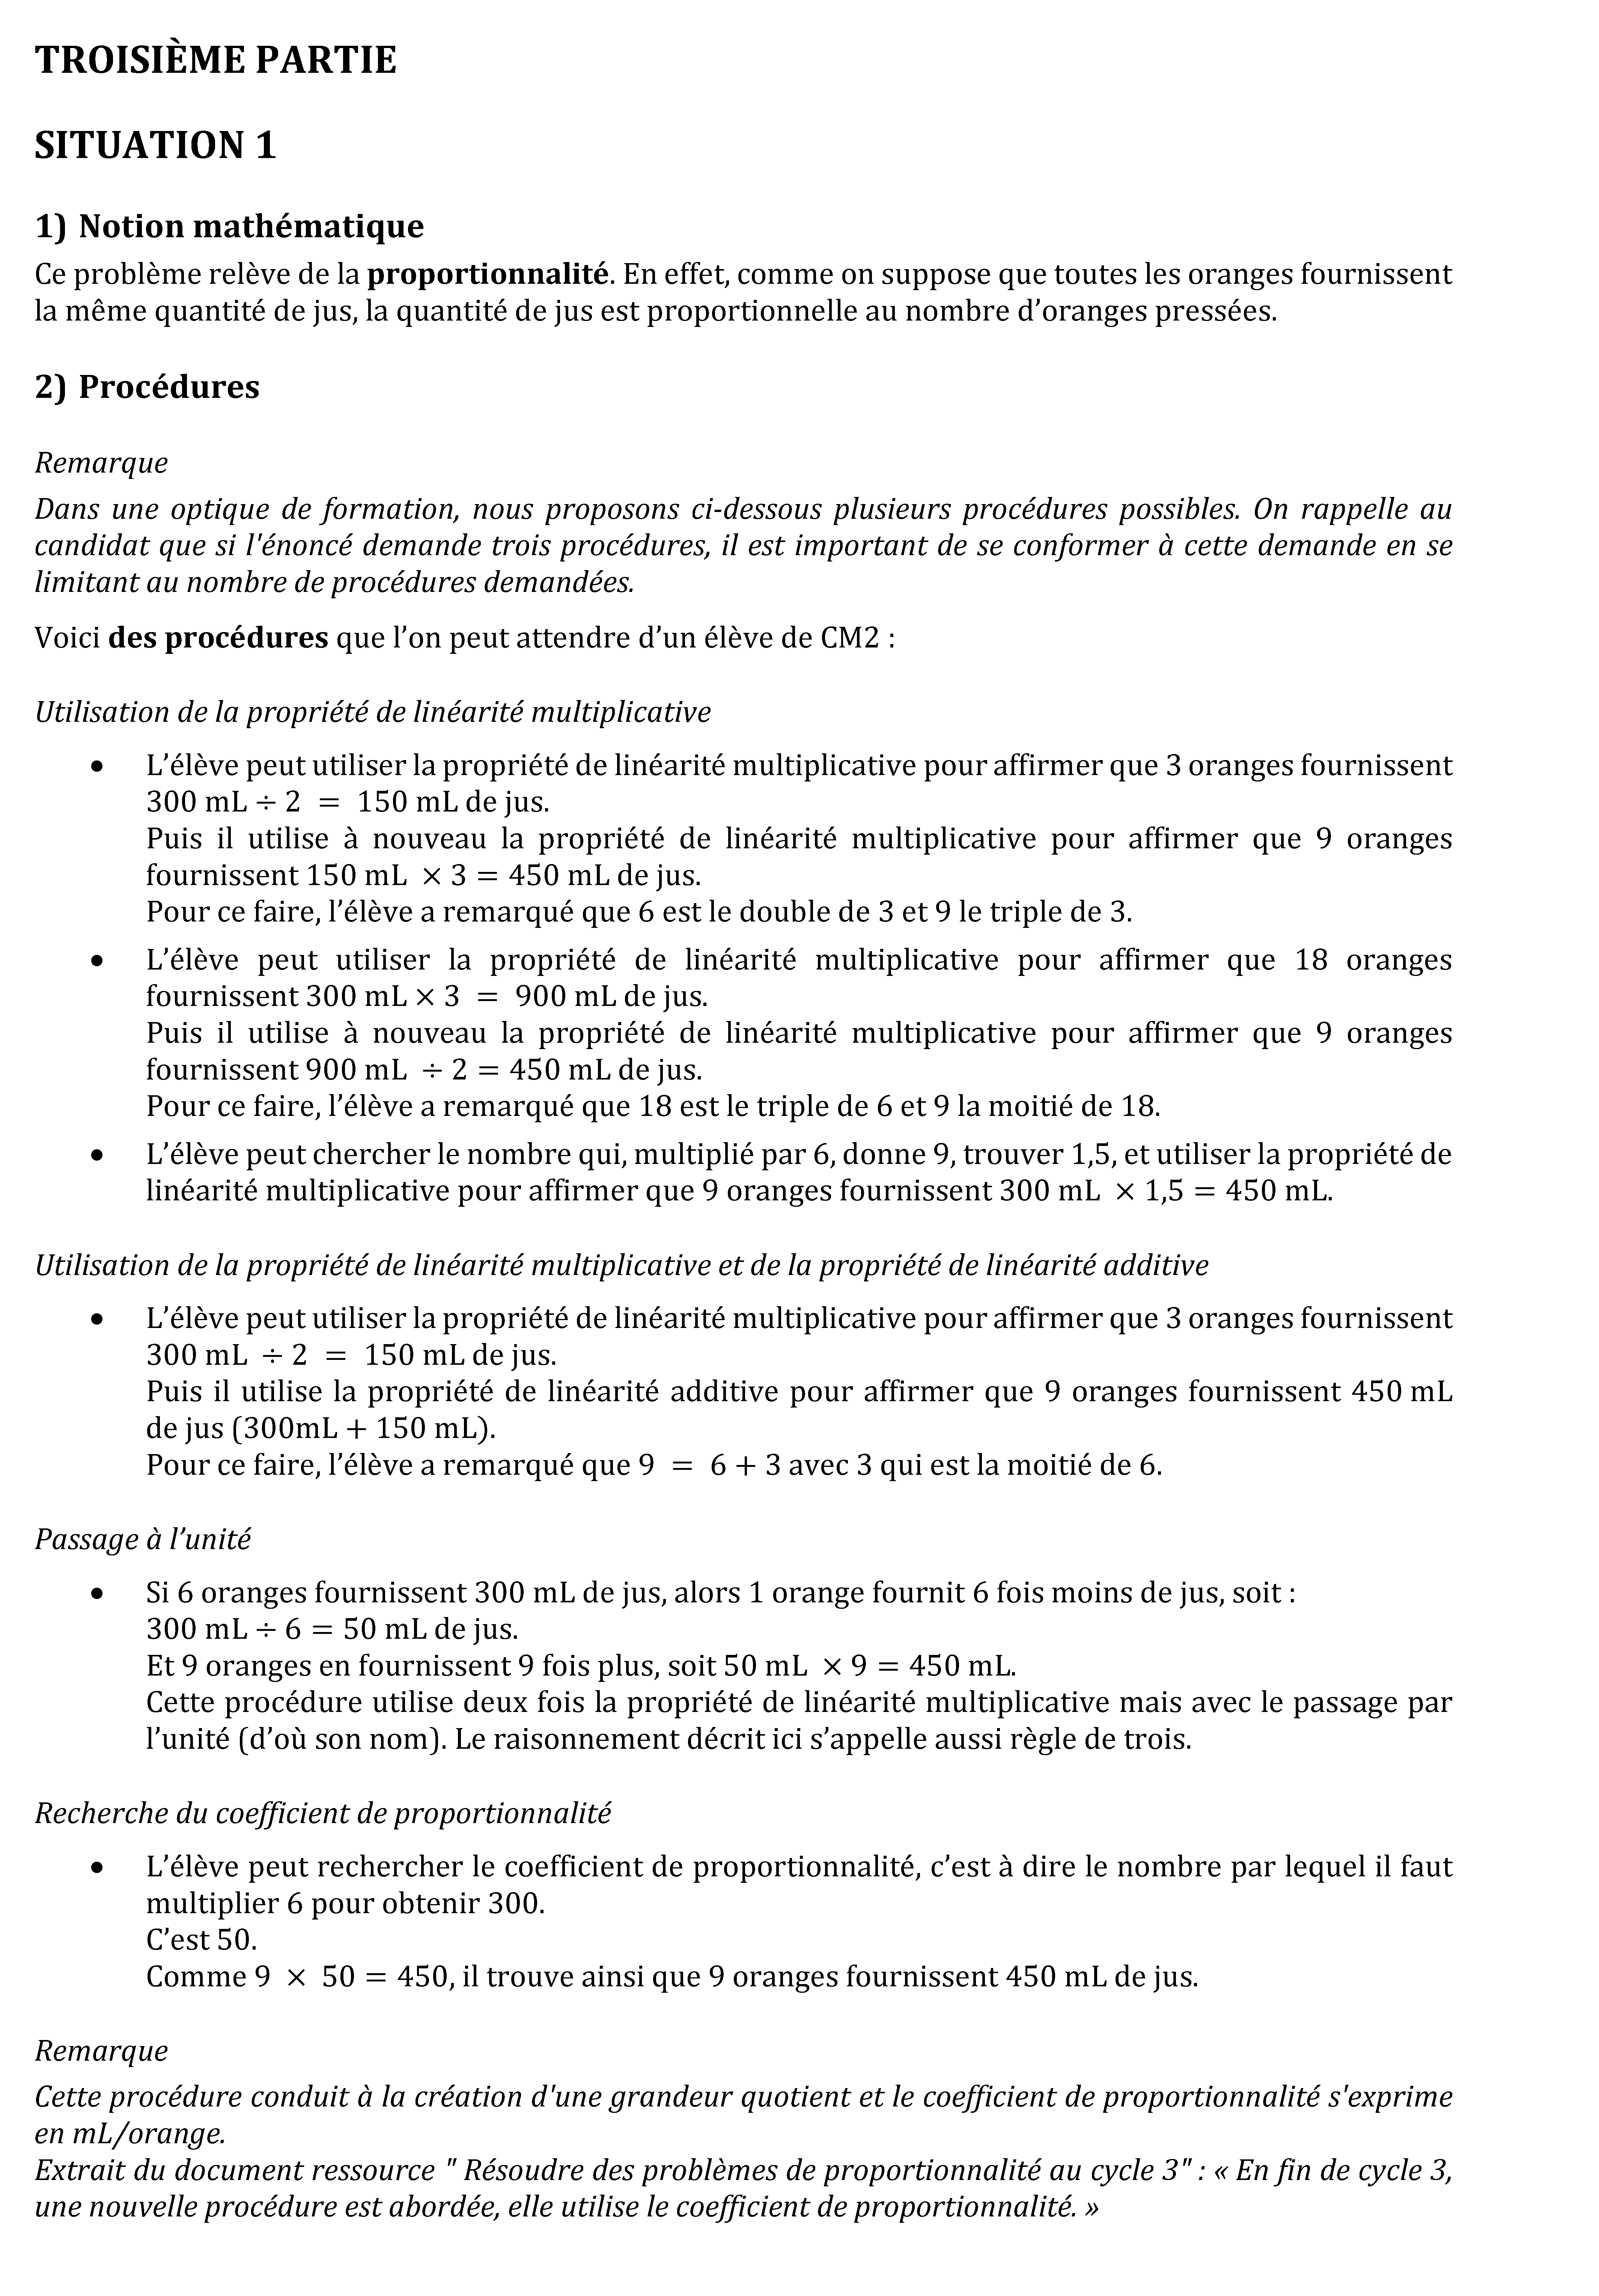 TROISIÈME PARTIE
SITUATION 1
1) Notion mathématique
Ce problème relève de la proportionnalité. En effet, comme on suppose que toutes les oranges fournissent
la même quantité de jus, la quantité de jus est proportionnelle au nombre d’oranges pressées.
2) Procédures
Remarque
Dans une optique de formation, nous proposons ci-dessous plusieurs procédures possibles. On rappelle au
candidat que si l'énoncé demande trois procédures, il est important de se conformer à cette demande en se
limitant au nombre de procédures demandées.
Voici des procédures que l’on peut attendre d’un élève de CM2 :
Utilisation de la propriété de linéarité multiplicative
• L’élève peut utiliser la propriété de linéarité multiplicative pour affirmer que 3 oranges fournissent
300 mL ÷ 2 = 150 mL de jus.
Puis il utilise à nouveau la propriété de linéarité multiplicative pour affirmer que 9 oranges
fournissent 150 mL × 3 = 450 mL de jus.
Pour ce faire, l’élève a remarqué que 6 est le double de 3 et 9 le triple de 3.
• L’élève peut utiliser la propriété de linéarité multiplicative pour affirmer que 18 oranges
fournissent 300 mL × 3 = 900 mL de jus.
Puis il utilise à nouveau la propriété de linéarité multiplicative pour affirmer que 9 oranges
fournissent 900 mL ÷ 2 = 450 mL de jus.
Pour ce faire, l’élève a remarqué que 18 est le triple de 6 et 9 la moitié de 18.
• L’élève peut chercher le nombre qui, multiplié par 6, donne 9, trouver 1,5, et utiliser la propriété de
linéarité multiplicative pour affirmer que 9 oranges fournissent 300 mL × 1,5 = 450 mL.
Utilisation de la propriété de linéarité multiplicative et de la propriété de linéarité additive
• L’élève peut utiliser la propriété de linéarité multiplicative pour affirmer que 3 oranges fournissent
300 mL ÷ 2 = 150 mL de jus.
Puis il utilise la propriété de linéarité additive pour affirmer que 9 oranges fournissent 450 mL
de jus (300mL + 150 mL).
Pour ce faire, l’élève a remarqué que 9 = 6 + 3 avec 3 qui est la moitié de 6.
Passage à l’unité
• Si 6 oranges fournissent 300 mL de jus, alors 1 orange fournit 6 fois moins de jus, soit :
300 mL ÷ 6 = 50 mL de jus.
Et 9 oranges en fournissent 9 fois plus, soit 50 mL × 9 = 450 mL.
Cette procédure utilise deux fois la propriété de linéarité multiplicative mais avec le passage par
l’unité (d’où son nom). Le raisonnement décrit ici s’appelle aussi règle de trois.
Recherche du coefficient de proportionnalité
• L’élève peut rechercher le coefficient de proportionnalité, c’est à dire le nombre par lequel il faut
multiplier 6 pour obtenir 300.
C’est 50.
Comme 9 × 50 = 450, il trouve ainsi que 9 oranges fournissent 450 mL de jus.
Remarque
Cette procédure conduit à la création d'une grandeur quotient et le coefficient de proportionnalité s'exprime
en mL/orange.
Extrait du document ressource " Résoudre des problèmes de proportionnalité au cycle 3" : « En fin de cycle 3,
une nouvelle procédure est abordée, elle utilise le coefficient de proportionnalité. »